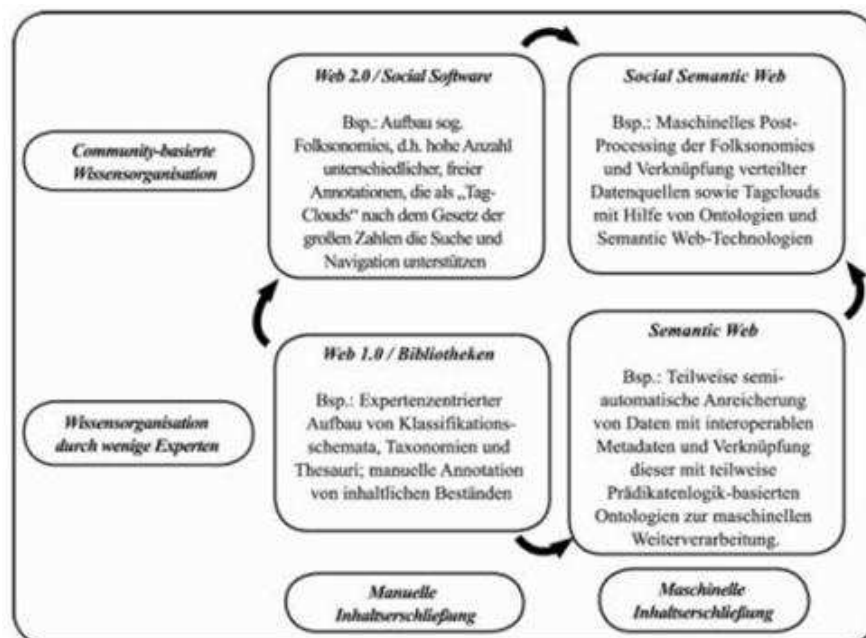 Web 2.0 / Social Software
Bsp.: Aufbau sog.
Folksonomies, d.h. hohe Anzahl
unterschiedlicher, freier
Annotationen, die als „Tag-
Clouds“ nach dem Gesetz der
großen Zahlen die Suche und
Navigation unterstützen
Social Semantic Web
Bsp.: Maschinelles Post-
Processing der Folksonomies
und Verknüpfung verteilter
Datenquellen sowie Tagclouds
mit Hilfe von Ontologien und
Semantic Web-Technologien
Community-basierte
Wissensorganisation
Web 1.0 / Bibliotheken
Bsp.: Expertenzentrierter
Aufbau von Klassifikations-
schemata, Taxonomien und
Thesauri; manuelle Annotation
von inhaltlichen Beständen
Semantic Web
Bsp.: Teilweise semi-
automatische Anreicherung
von Daten mit interoperablen
Metadaten und Verknüpfung
dieser mit teilweise
Prädikatenlogik-basierten
Ontologien zur maschinellen
Weiterverarbeitung.
Wissensorganisation
durch wenige Experten
Manuelle
Inhaltserschließung
Maschinelle
Inhaltserschließung